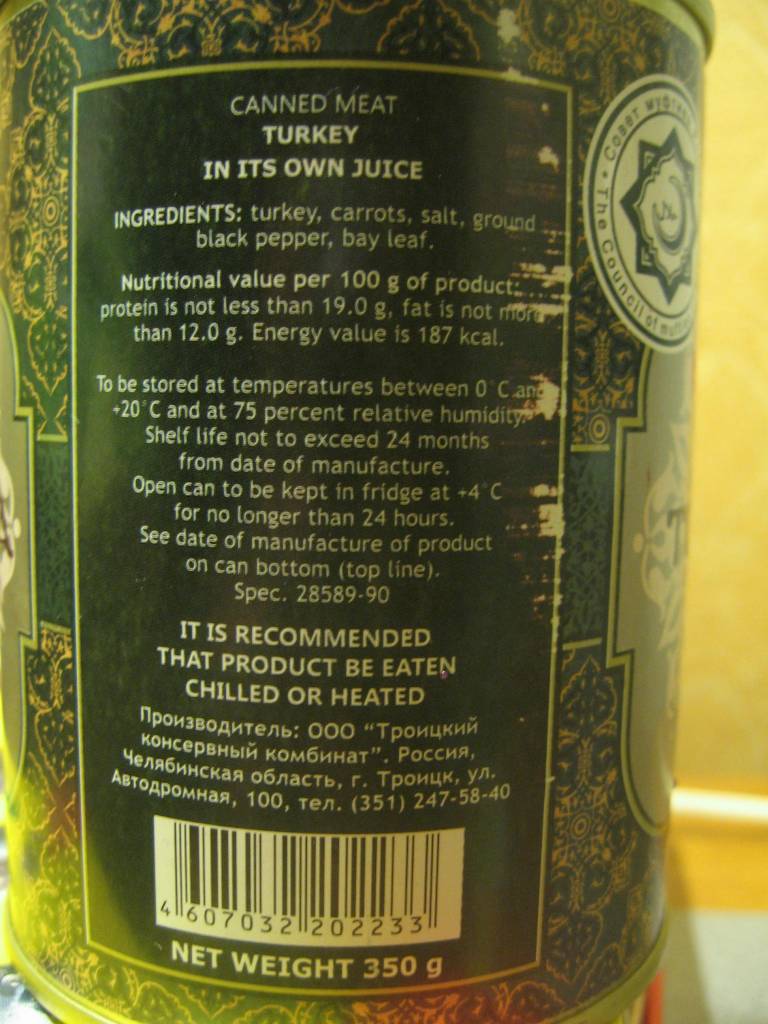 CANNED MEAT
TURKEY
IN ITS OWN JUICE
INGREDIENTS: turkey, carrots, salt, ground
black pepper, bay leaf.
Nutritional value per 100 g of product:
protein is not less than 19.0 g, fat is not more
than 12.0 g. Energy value is 187 kcal.
To be stored at temperatures between 0°C and
+20°C and at 75 percent relative humidity.
Shelf life not to exceed 24 months
from date of manufacture.
Open can to be kept in fridge at +4°C
for no longer than 24 hours.
See date of manufacture of product
on can bottom (top line).
Spec. 28589-90
IT IS RECOMMENDED
THAT PRODUCT BE EATEN
CHILLED OR HEATED
Производитель: ООО "Троицкий
консервный комбинат". Россия,
Челябинская область, г. Троицк, ул.
Автодромная, 100, тел. (351) 247-58-40
4 607032 202233
NET WEIGHT 350 g
• Совет
The Council of